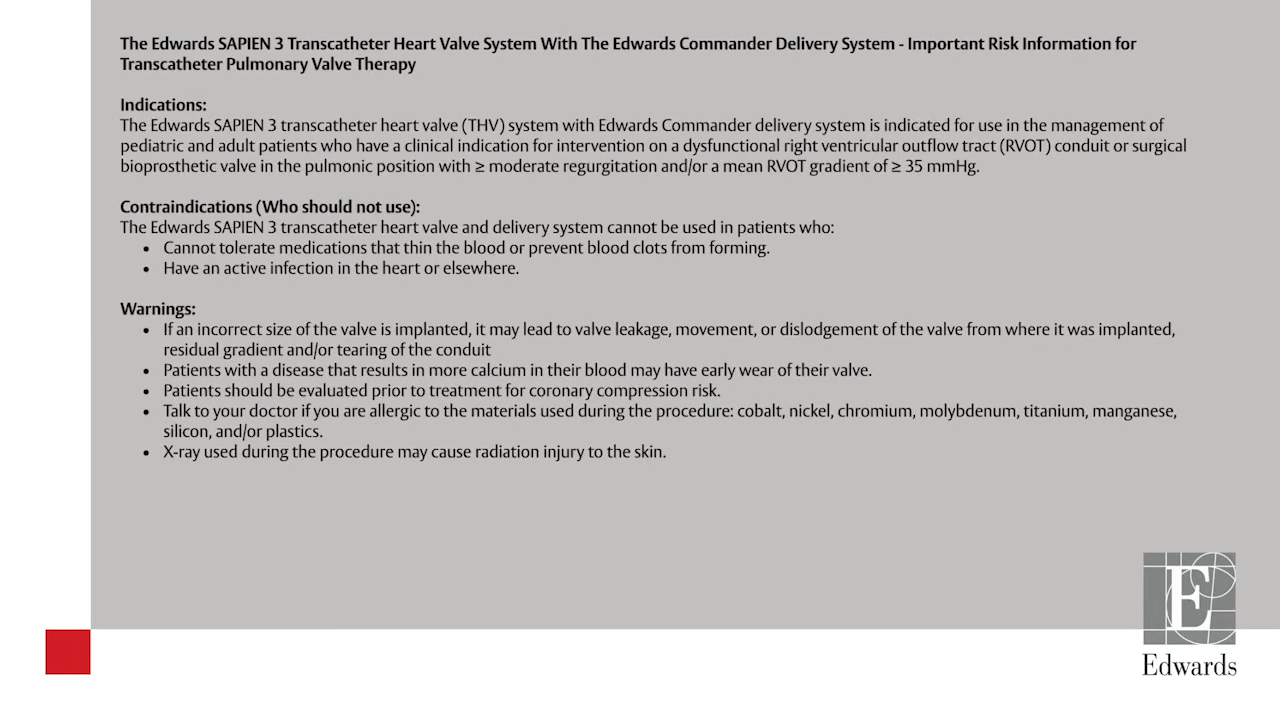 The Edwards SAPIEN 3 Transcatheter Heart Valve System With The Edwards Commander Delivery System - Important Risk Information for
Transcatheter Pulmonary Valve Therapy
Indications:
The Edwards SAPIEN 3 transcatheter heart valve (THV) system with Edwards Commander delivery system is indicated for use in the management of
pediatric and adult patients who have a clinical indication for intervention on a dysfunctional right ventricular outflow tract (RVOT) conduit or surgical
bioprosthetic valve in the pulmonic position with ≥ moderate regurgitation and/or a mean RVOT gradient of ≥ 35 mmHg.
Contraindications (Who should not use):
The Edwards SAPIEN 3 transcatheter heart valve and delivery system cannot be used in patients who:
• Cannot tolerate medications that thin the blood or prevent blood clots from forming.
• Have an active infection in the heart or elsewhere.
Warnings:
• If an incorrect size of the valve is implanted, it may lead to valve leakage, movement, or dislodgement of the valve from where it was implanted,
residual gradient and/or tearing of the conduit
• Patients with a disease that results in more calcium in their blood may have early wear of their valve.
• Patients should be evaluated prior to treatment for coronary compression risk.
• Talk to your doctor if you are allergic to the materials used during the procedure: cobalt, nickel, chromium, molybdenum, titanium, manganese,
silicon, and/or plastics.
• X-ray used during the procedure may cause radiation injury to the skin.
E
Edwards